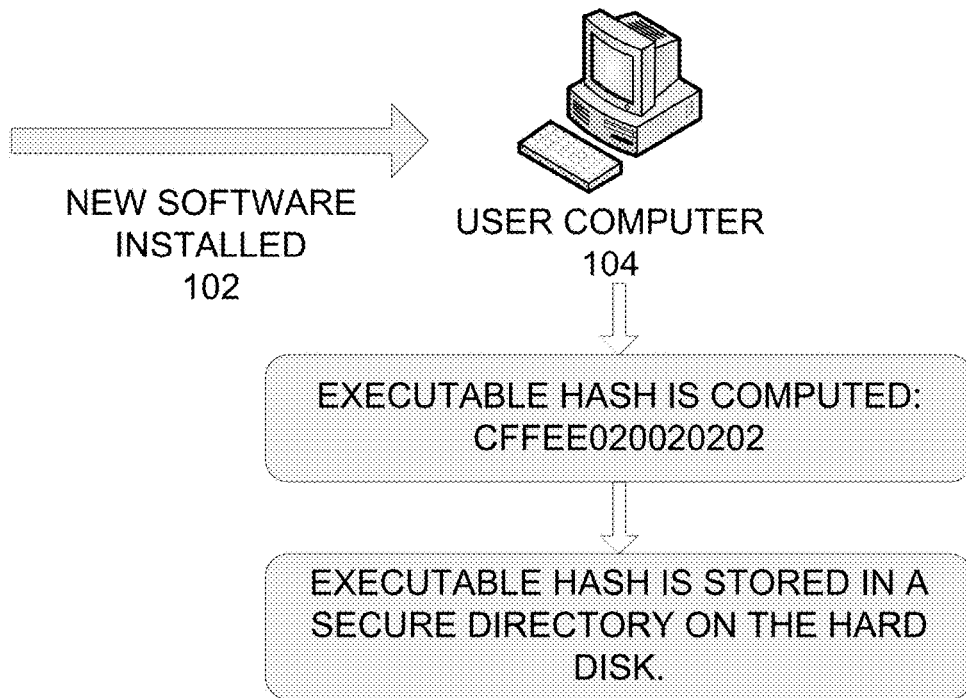 NEW SOFTWARE
INSTALLED
102
USER COMPUTER
104
EXECUTABLE HASH IS COMPUTED:
CFFEE020020202
EXECUTABLE HASH IS STORED IN A
SECURE DIRECTORY ON THE HARD
DISK.